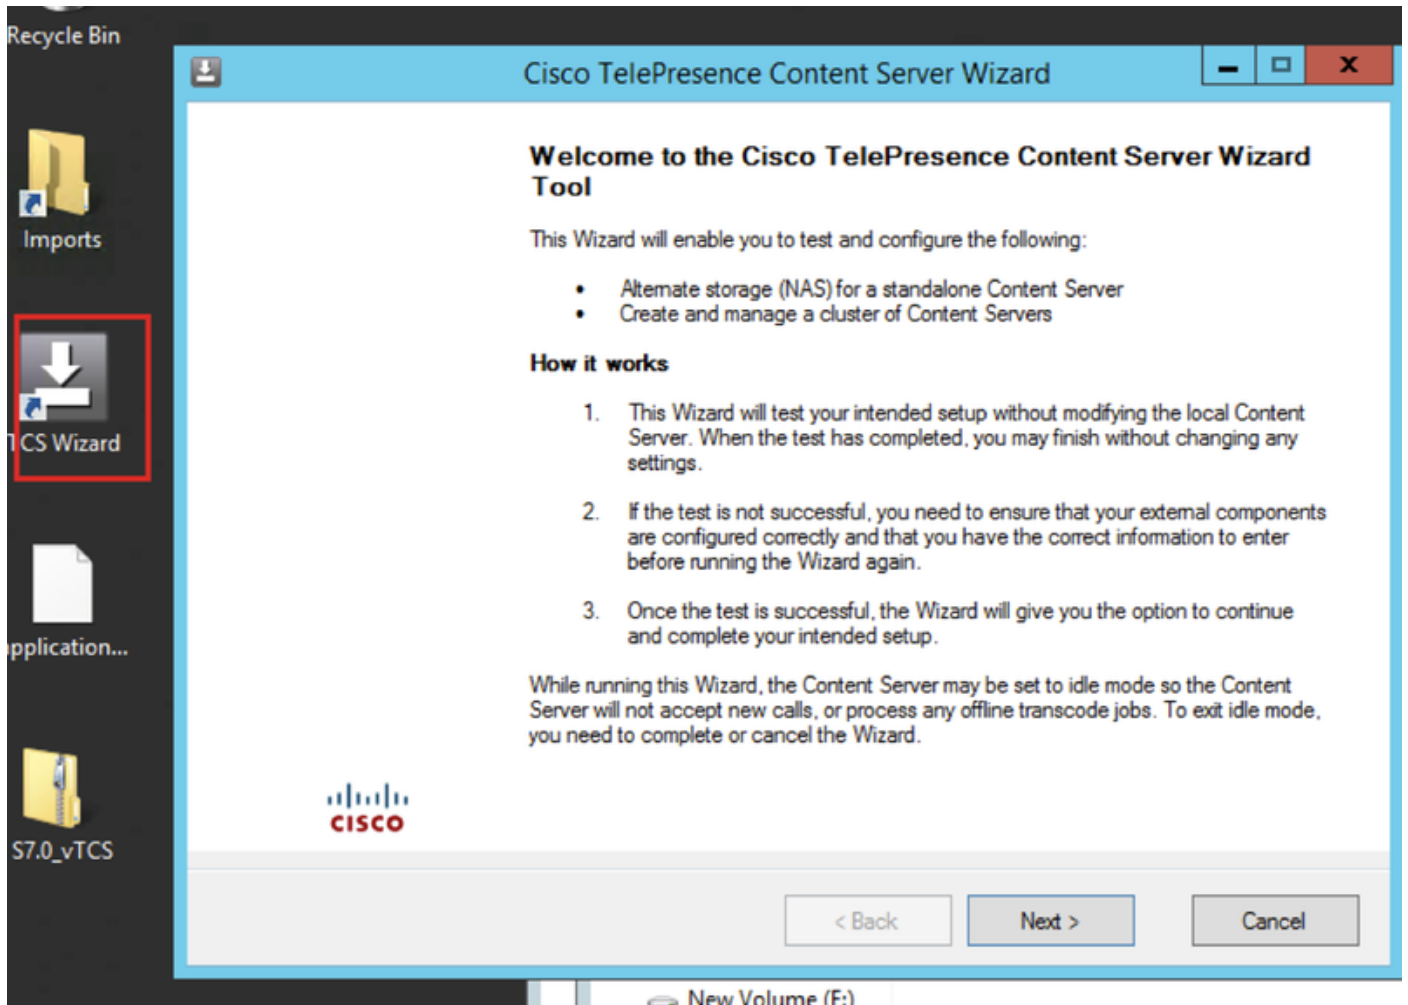 Recycle Bin
Cisco TelePresence Content Server Wizard
Welcome to the Cisco TelePresence Content Server Wizard
Tool
This Wizard will enable you to test and configure the following:
• Alternate storage (NAS) for a standalone Content Server
• Create and manage a cluster of Content Servers
How it works
1. This Wizard will test your intended setup without modifying the local Content
Server. When the test has completed, you may finish without changing any
settings.
2. If the test is not successful, you need to ensure that your external components
are configured correctly and that you have the correct information to enter
before running the Wizard again.
3. Once the test is successful, the Wizard will give you the option to continue
and complete your intended setup.
While running this Wizard, the Content Server may be set to idle mode so the Content
Server will not accept new calls, or process any offline transcode jobs. To exit idle mode,
you need to complete or cancel the Wizard.
CISCO
< Back
Next >
Cancel
Imports
TCS Wizard
pplication...
S7.0_vTCS
New Volume (E:)